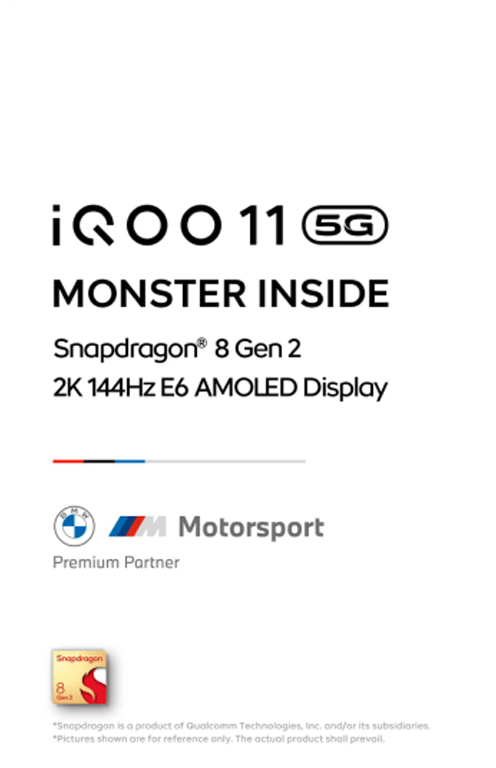 iQOO 11 5G
MONSTER INSIDE
Snapdragon® 8 Gen 2
2K 144Hz E6 AMOLED Display
BMW M Motorsport
Premium Partner
Snapdragon
8
Gen 2
*Snapdragon is a product of Qualcomm Technologies, Inc. and/or its subsidiaries.
*Pictures shown are for reference only. The actual product shall prevail.